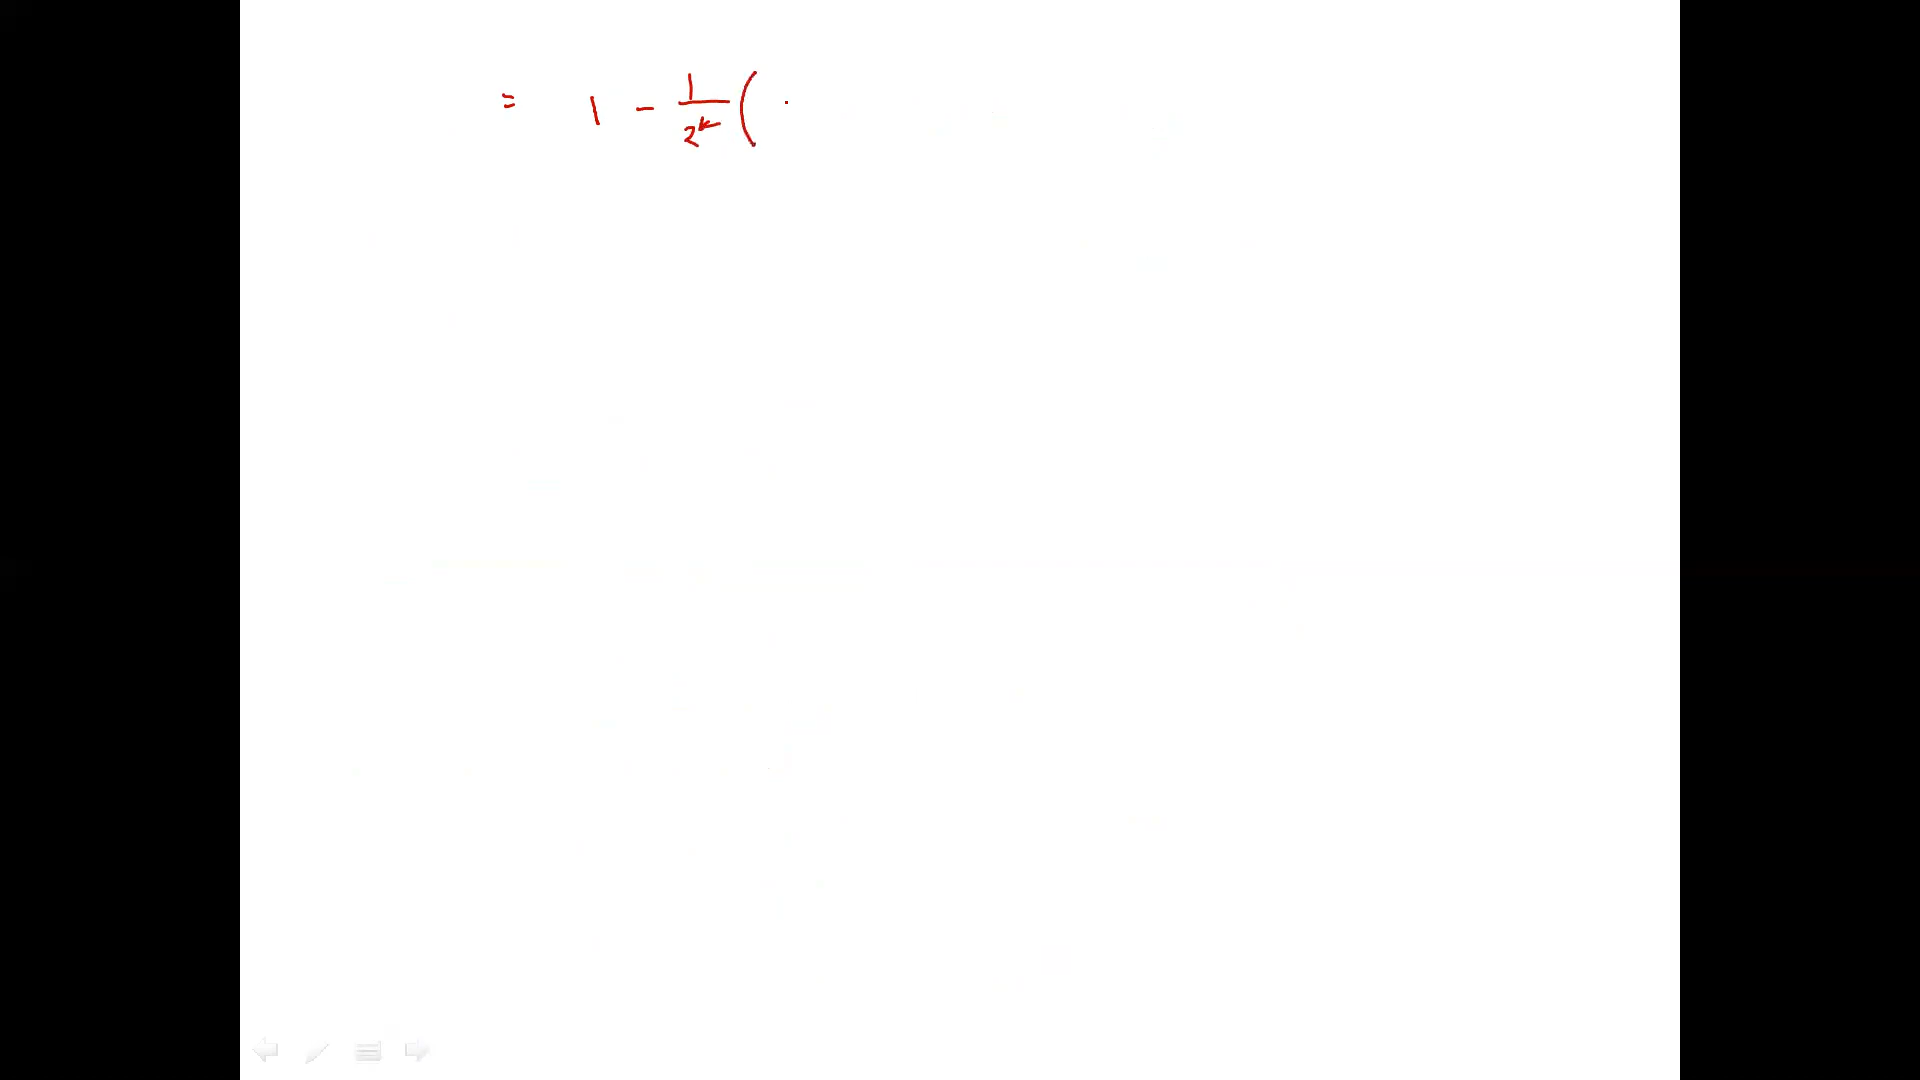 = 1 - 1/2^k (